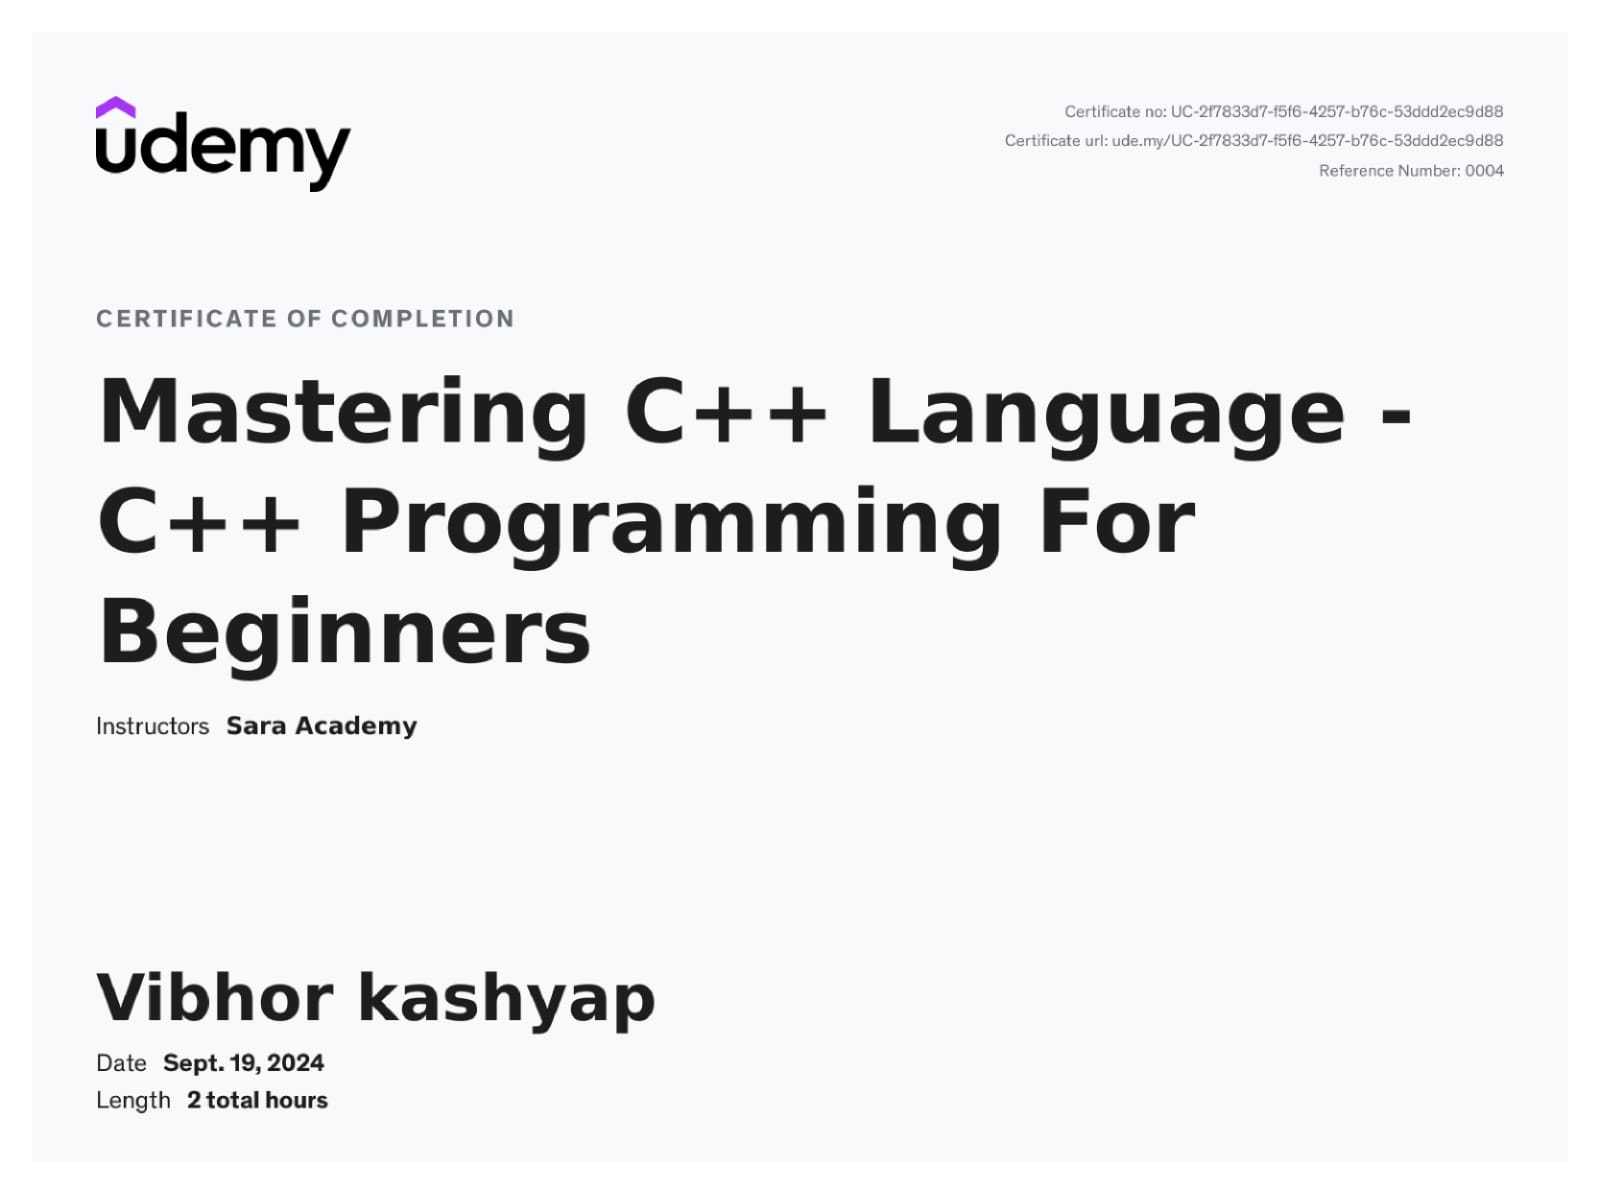 udemy
Certificate no: UC-2f7833d7-f5f6-4257-b76c-53ddd2ec9d88
Certificate url: ude.my/UC-2f7833d7-f5f6-4257-b76c-53ddd2ec9d88
Reference Number: 0004
CERTIFICATE OF COMPLETION
Mastering C++ Language -
C++ Programming For
Beginners
Instructors Sara Academy
Vibhor kashyap
Date Sept. 19, 2024
Length 2 total hours